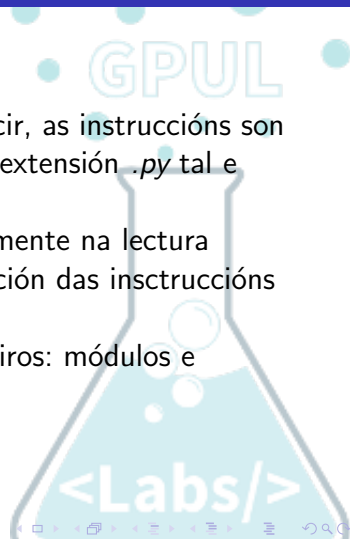 GPUL
cir, as instruccións son
extensión .py tal e
mente na lectura
ción das insctruccións
iros: módulos e
<Labs/>